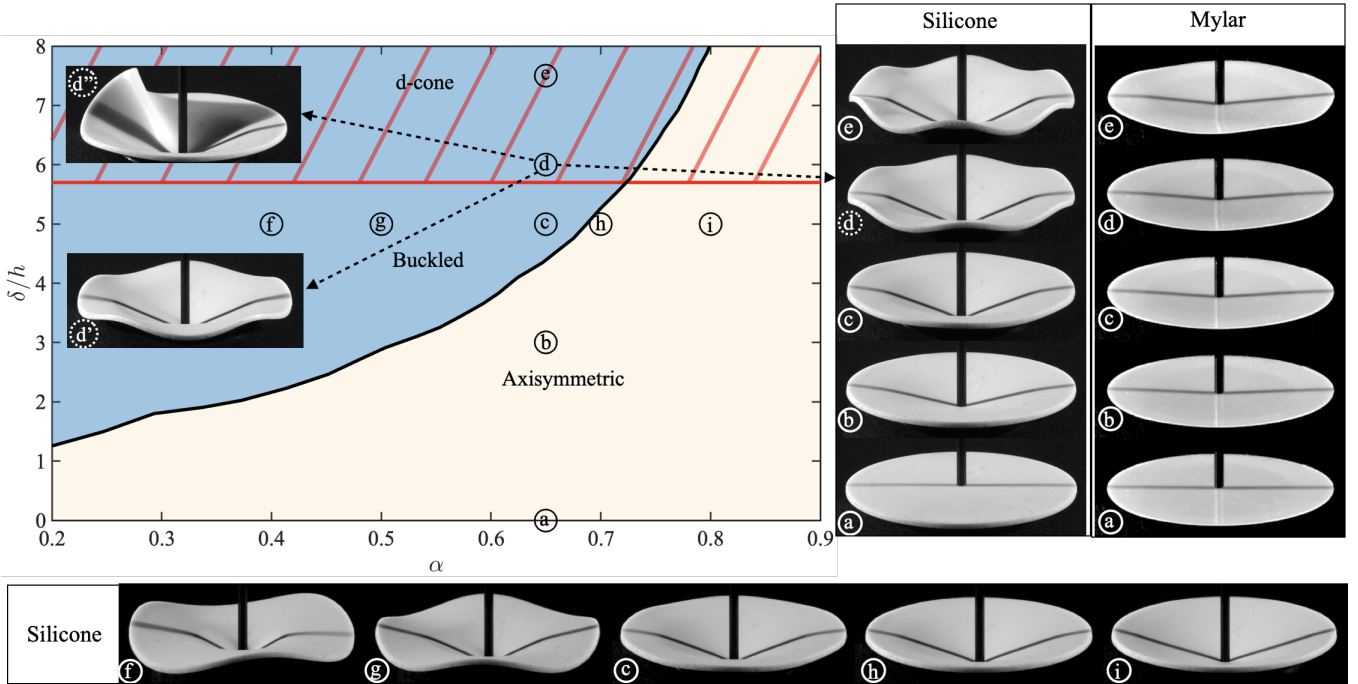 Silicone
Mylar
8
7
6
5
4
3
2
1
0
δ/h
0.2
0.3
0.4
0.5
0.6
0.7
0.8
0.9
α
d-cone
Buckled
Axisymmetric
d''
d'
e
d
f
g
c
h
i
b
a
e
d
c
b
a
e
d
c
b
a
Silicone
f
g
c
h
i